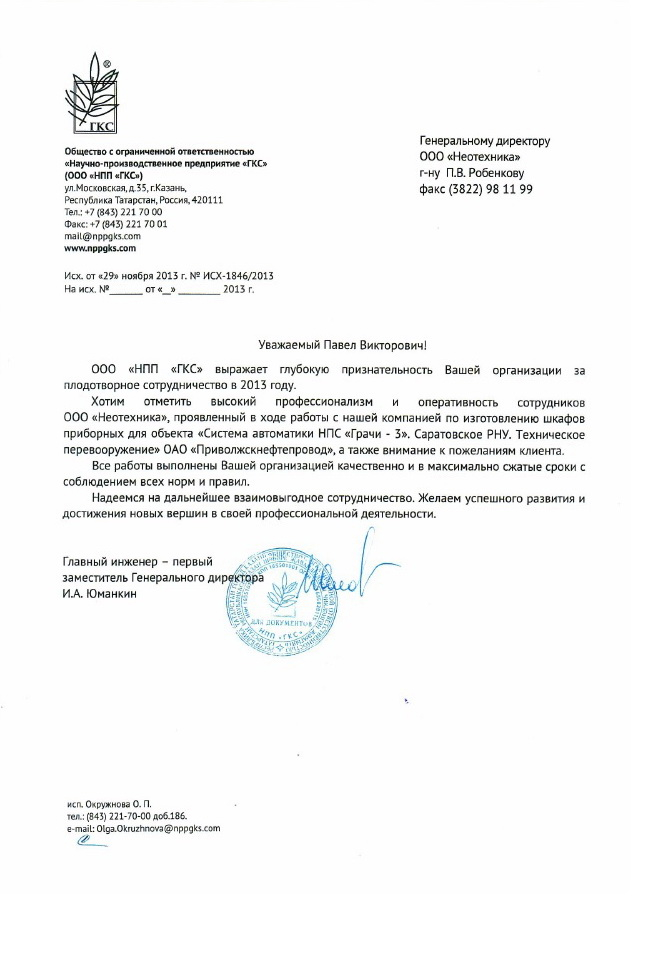 ®
ГКС
Общество с ограниченной ответственностью
«Научно-производственное предприятие «ГКС»
(ООО «НПП «ГКС»)
ул.Московская, д.35, г.Казань,
Республика Татарстан, Россия, 420111
Тел.: +7 (843) 221 70 00
Факс: +7 (843) 221 70 01
mail@nppgks.com
www.nppgks.com
Генеральному директору
ООО «Неотехника»
г-ну П.В. Робенкову
факс (3822) 98 11 99
Исх. от «29» ноября 2013 г. № ИСХ-1846/2013
На исх. №_______ от «_» _________ 2013 г.
Уважаемый Павел Викторович!
ООО «НПП «ГКС» выражает глубокую признательность Вашей организации за
плодотворное сотрудничество в 2013 году.
Хотим отметить высокий профессионализм и оперативность сотрудников
ООО «Неотехника», проявленный в ходе работы с нашей компанией по изготовлению шкафов
приборных для объекта «Система автоматики НПС «Грачи - 3». Саратовское РНУ. Техническое
перевооружение» ОАО «Приволжскнефтепровод», а также внимание к пожеланиям клиента.
Все работы выполнены Вашей организацией качественно и в максимально сжатые сроки с
соблюдением всех норм и правил.
Надеемся на дальнейшее взаимовыгодное сотрудничество. Желаем успешного развития и
достижения новых вершин в своей профессиональной деятельности.
Главный инженер – первый
заместитель Генерального директора
И.А. Юманкин
ДЛЯ ДОКУМЕНТОВ
НПП «ГКС»
исп. Окружнова О. П.
тел.: (843) 221-70-00 доб.186.
e-mail: Olga.Okruzhnova@nppgks.com